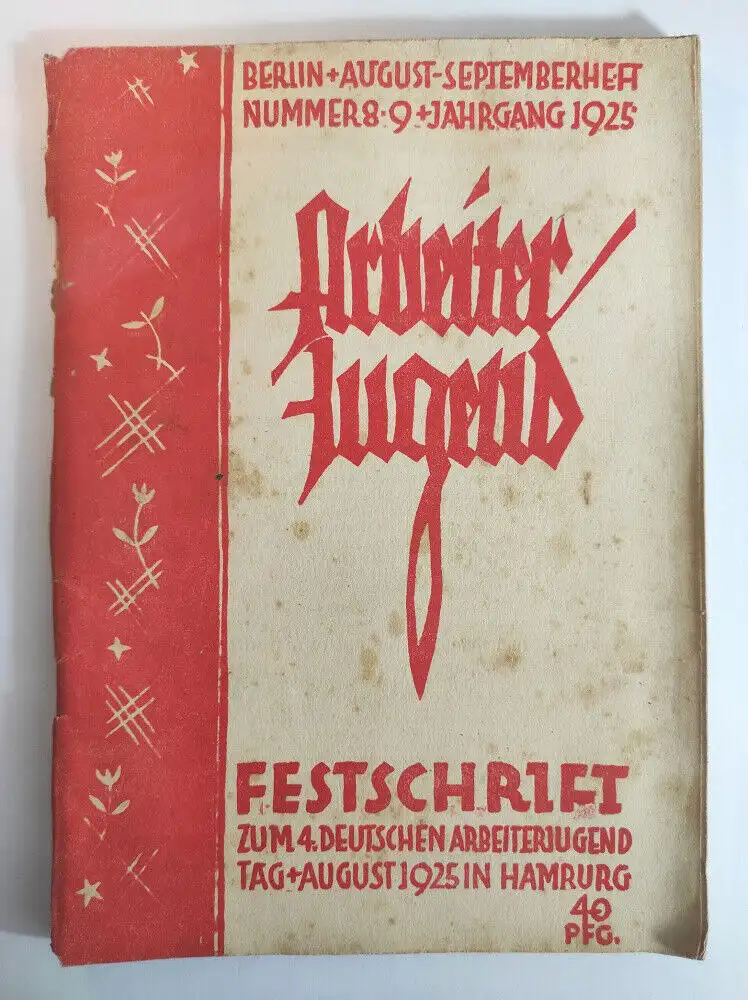 BERLIN + AUGUST-SEPTEMBERHEFT
NUMMER 8·9 + JAHRGANG 1925
Arbeiter
Jugend
FESTSCHRIFT
ZUM 4. DEUTSCHEN ARBEITERJUGEND
TAG + AUGUST 1925 IN HAMBURG
40
PFG.